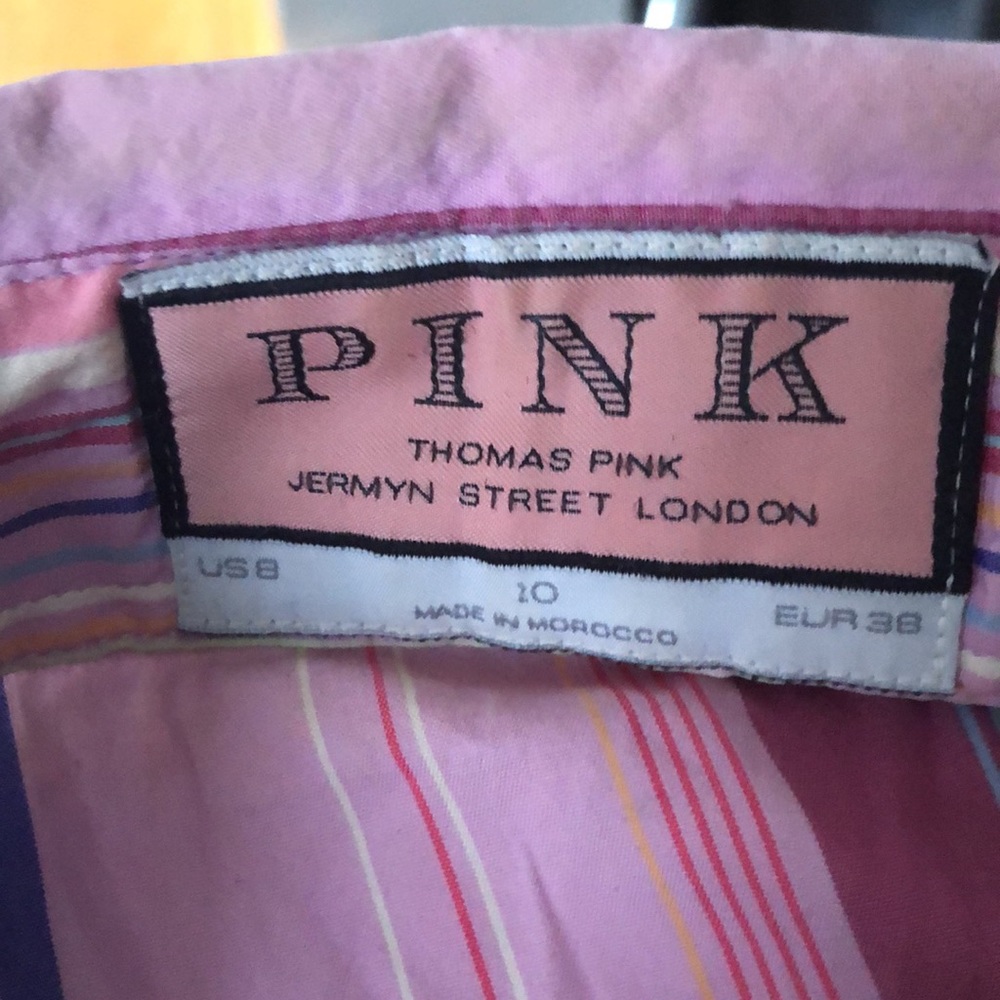 PINK
THOMAS PINK
JERMYN STREET LONDON
US 8 10 EUR 38
MADE IN MOROCCO